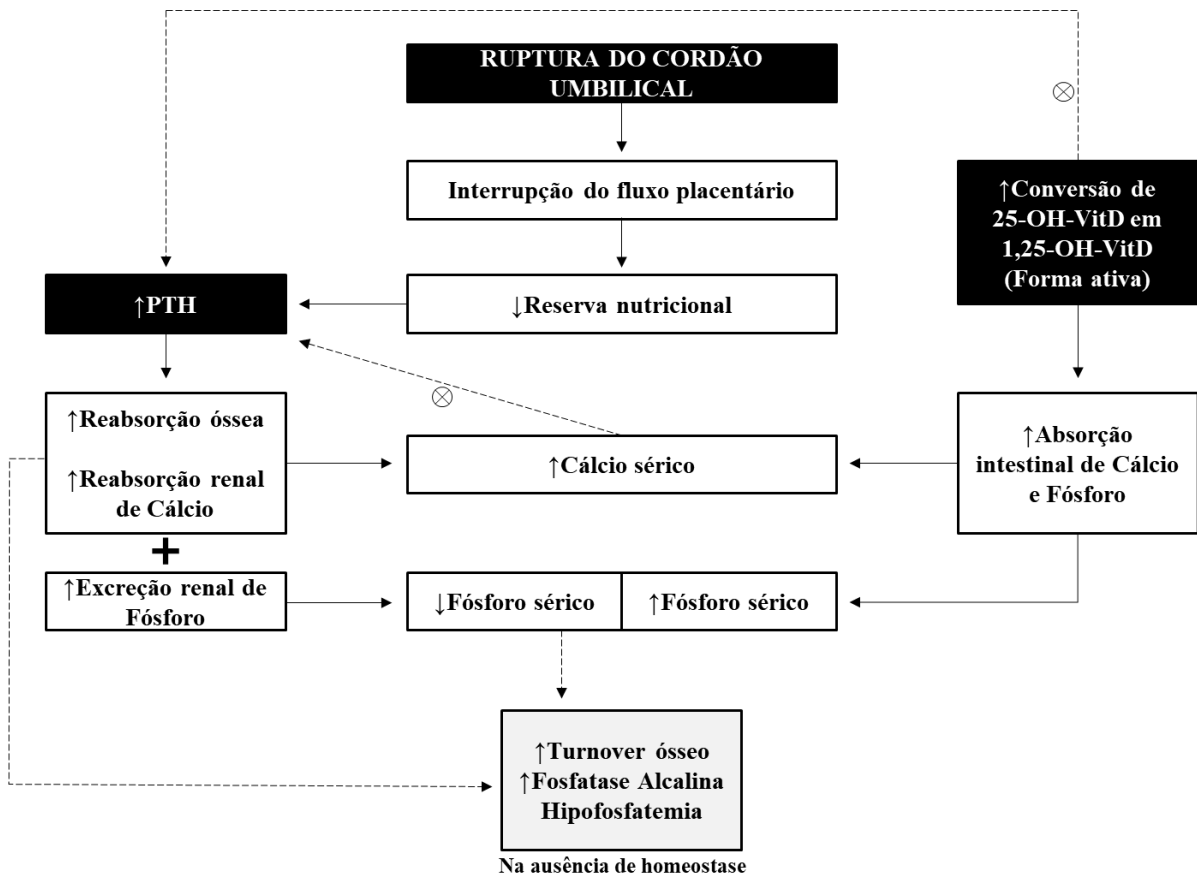 RUPTURA DO CORDÃO
UMBILICAL
Interrupção do fluxo placentário
↑Conversão de
25-OH-VitD em
1,25-OH-VitD
(Forma ativa)
↑PTH
↓Reserva nutricional
↑Reabsorção óssea
↑Reabsorção renal
de Cálcio
↑Cálcio sérico
↑Absorção
intestinal de Cálcio
e Fósforo
+
↑Excreção renal de
Fósforo
↓Fósforo sérico
↑Fósforo sérico
↑Turnover ósseo
↑Fosfatase Alcalina
Hipofosfatemia
Na ausência de homeostase